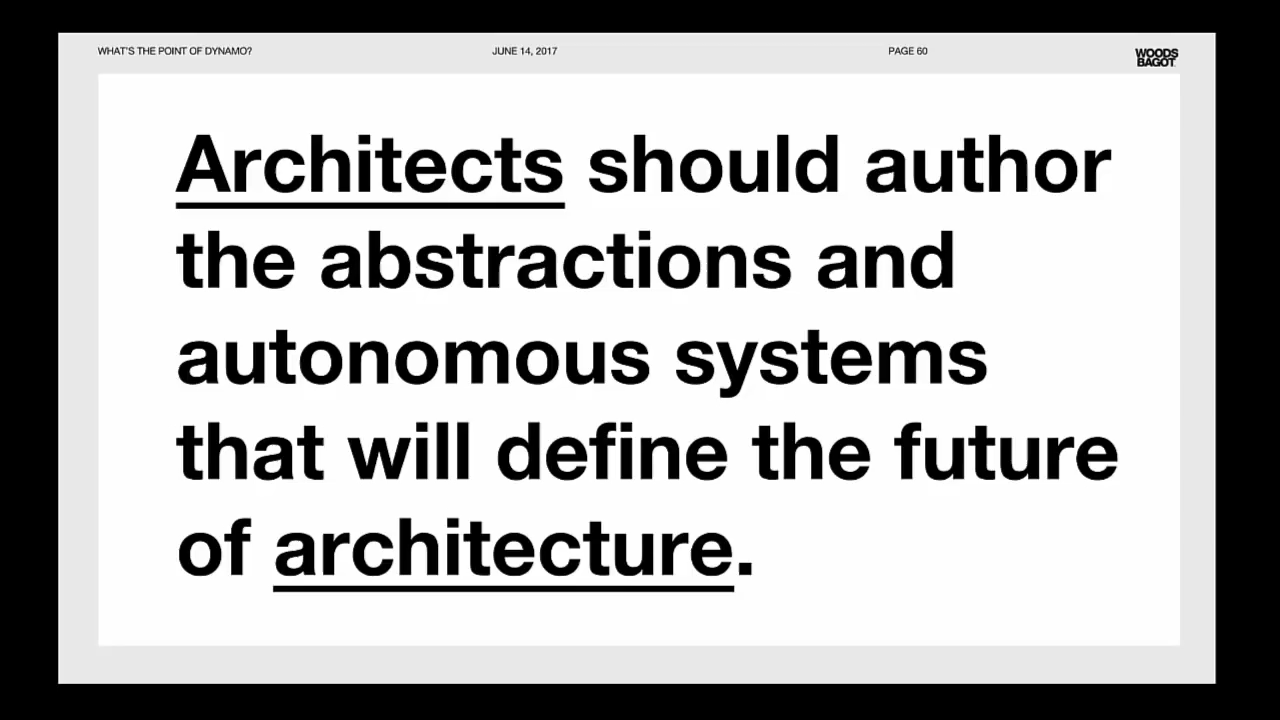 WHAT'S THE POINT OF DYNAMO?
JUNE 14, 2017
PAGE 60
WOODS
BAGOT
Architects should author
the abstractions and
autonomous systems
that will define the future
of architecture.